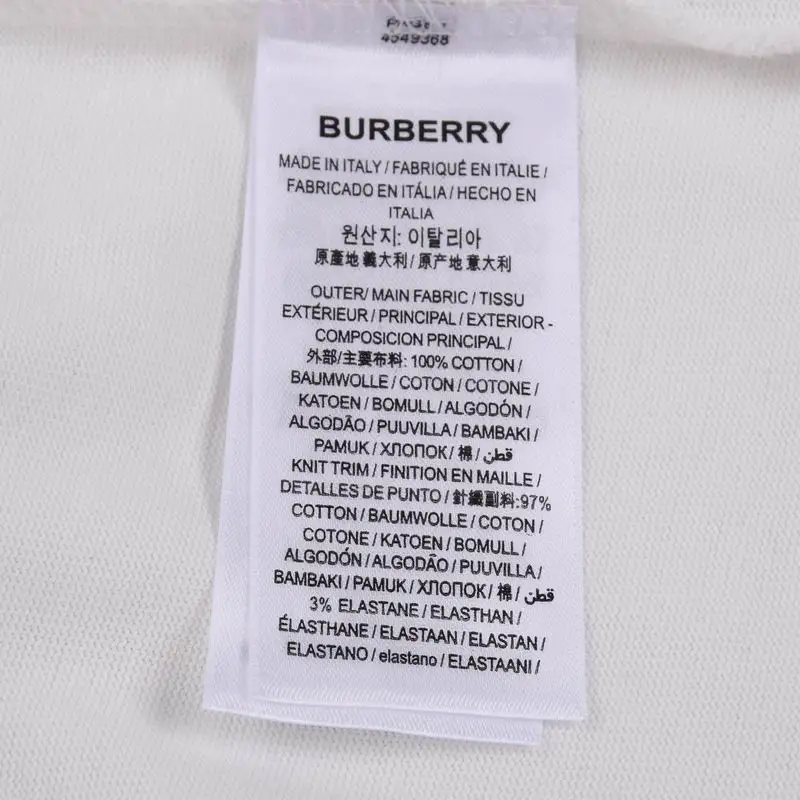 4549368
BURBERRY
MADE IN ITALY / FABRIQUÉ EN ITALIE /
FABRICADO EN ITÁLIA / HECHO EN
ITALIA
원산지: 이탈리아
原產地 義大利 / 原产地 意大利
OUTER/ MAIN FABRIC / TISSU
EXTÉRIEUR / PRINCIPAL / EXTERIOR -
COMPOSICION PRINCIPAL /
外部/主要布料: 100% COTTON /
BAUMWOLLE / COTON / COTONE /
KATOEN / BOMULL / ALGODÓN /
ALGODÃO / PUUVILLA / BAMBAKI /
PAMUK / ХЛОПОК / 棉 / قطن
KNIT TRIM / FINITION EN MAILLE /
DETALLES DE PUNTO / 針織副料:97%
COTTON / BAUMWOLLE / COTON /
COTONE / KATOEN / BOMULL /
ALGODÓN / ALGODÃO / PUUVILLA /
BAMBAKI / PAMUK / ХЛОПОК / 棉 / قطن
3% ELASTANE / ELASTHAN /
ÉLASTHANE / ELASTAAN / ELASTAN /
ELASTANO / elastano / ELASTAANI /